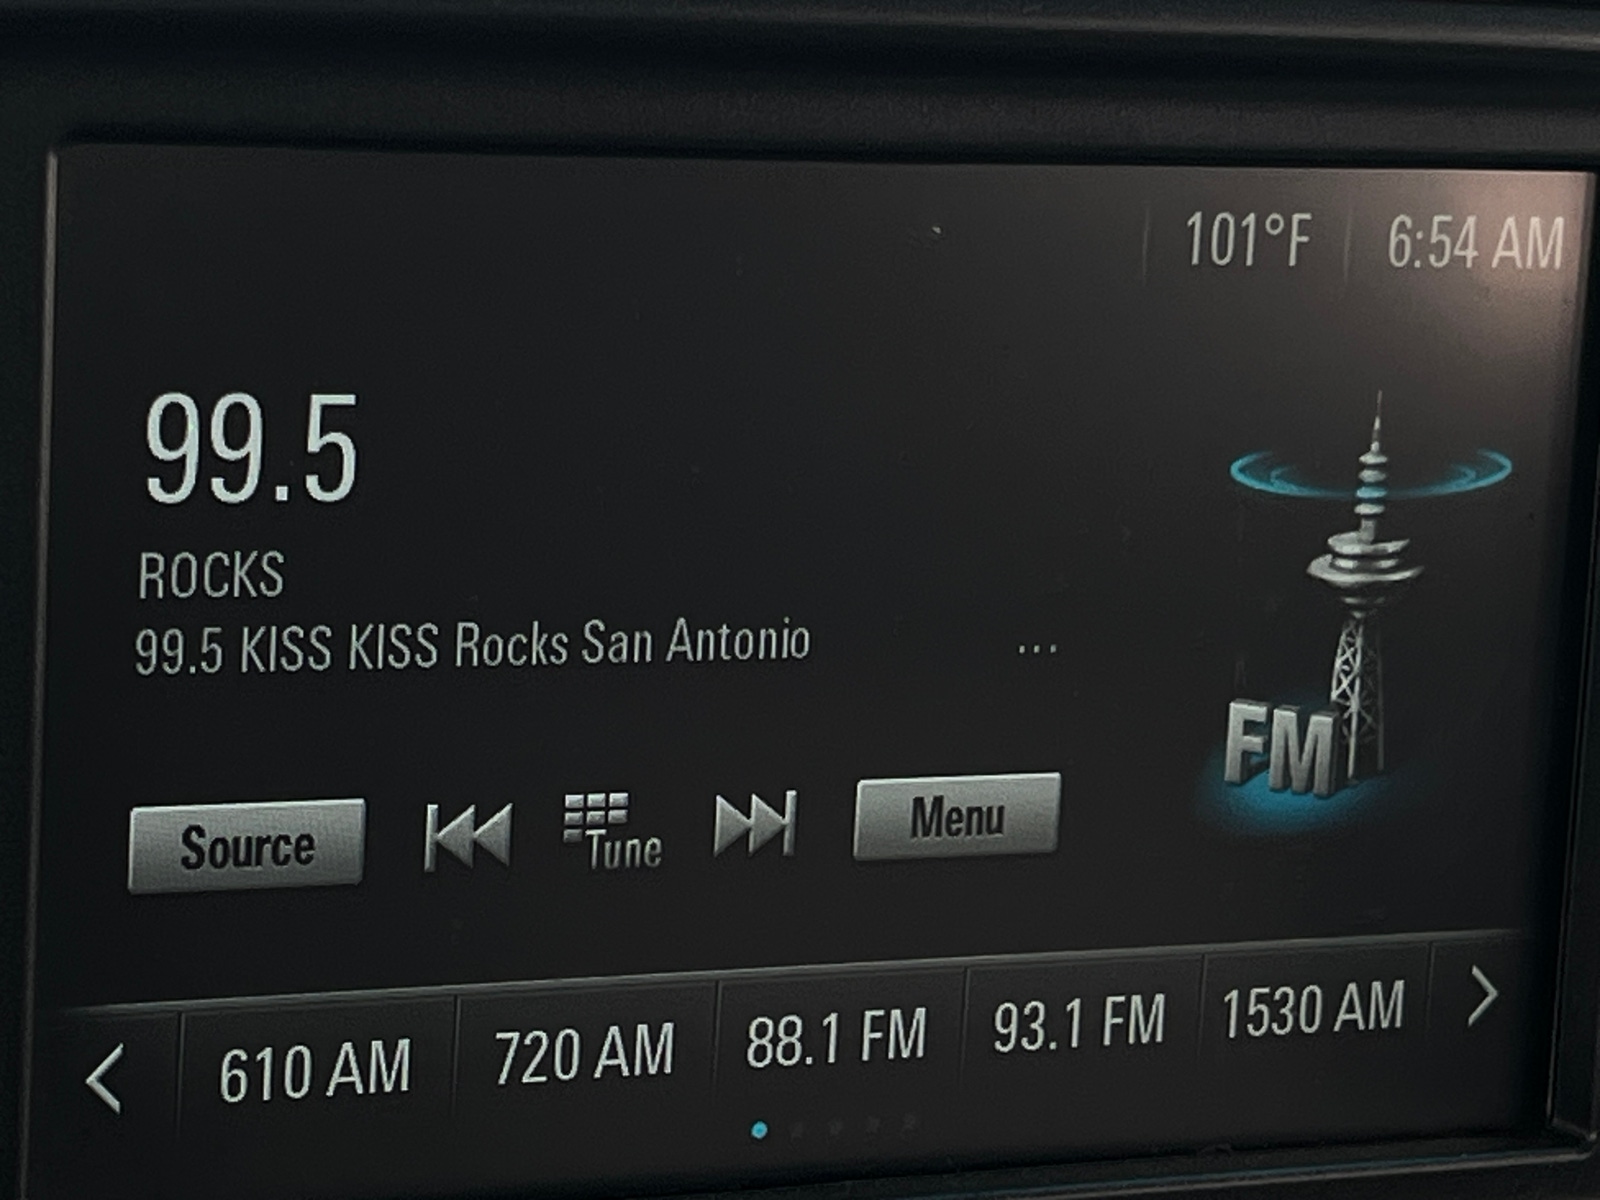 101°F 6:54 AM
99.5
ROCKS
99.5 KISS KISS Rocks San Antonio ...
FM
Source Tune Menu
610 AM 720 AM 88.1 FM 93.1 FM 1530 AM